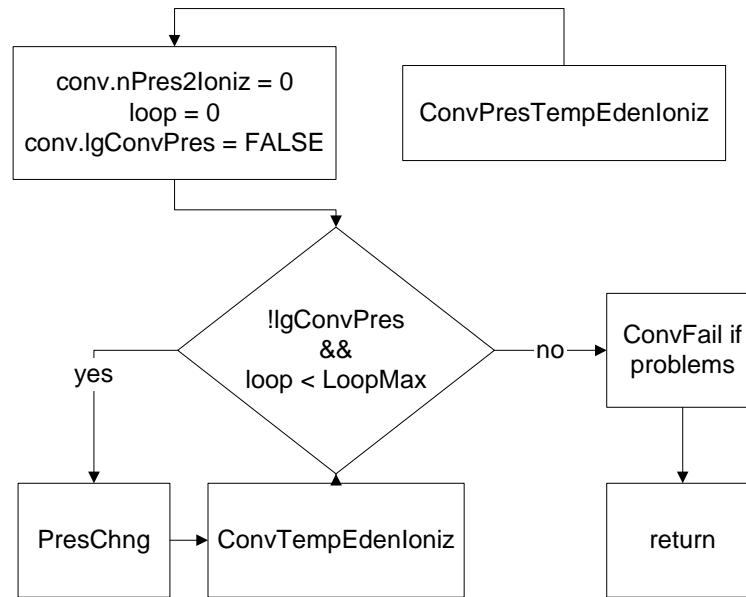 conv.nPres2Ioniz = 0
loop = 0
conv.lgConvPres = FALSE
ConvPresTempEdenIoniz
!lgConvPres
&&
loop < LoopMax
yes
no
ConvFail if
problems
PresChng
ConvTempEdenIoniz
return